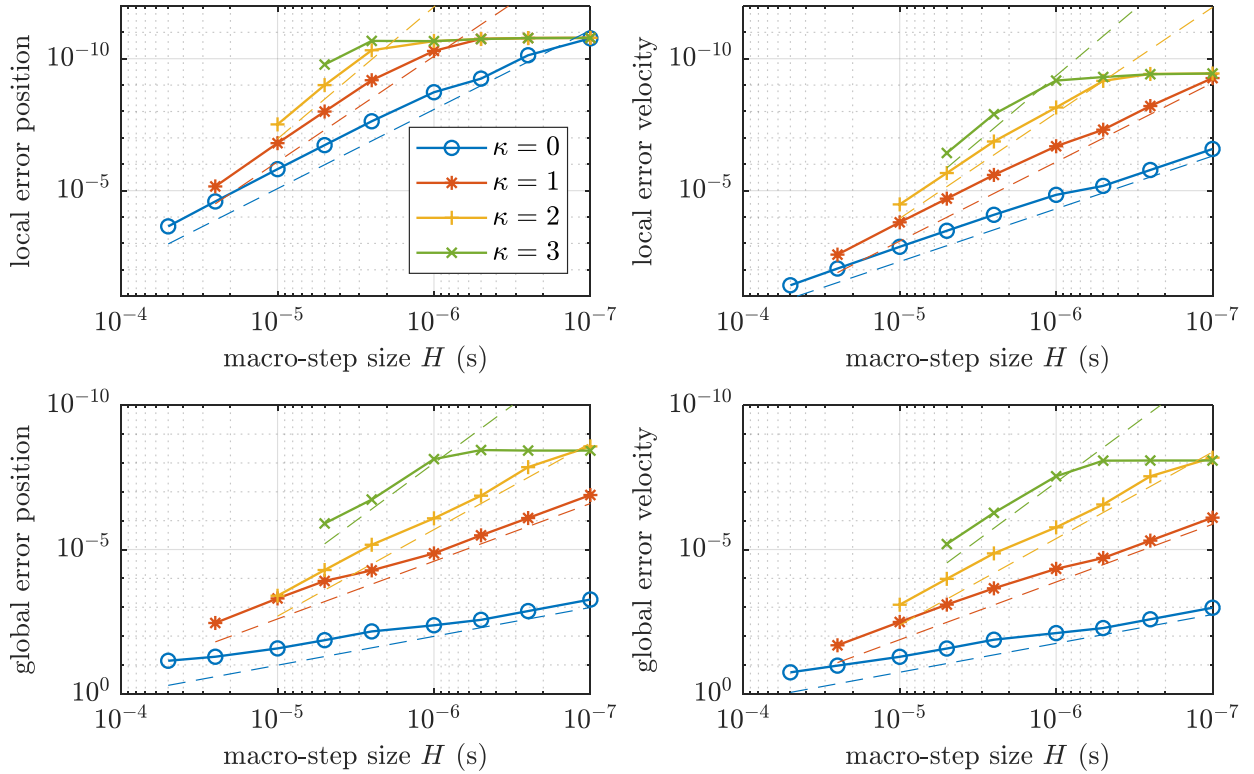 local error position
10^{-10}
10^{-5}
κ = 0
κ = 1
κ = 2
κ = 3
10^{-4}
10^{-5}
10^{-6}
10^{-7}
macro-step size H (s)
local error velocity
10^{-10}
10^{-5}
10^{-4}
10^{-5}
10^{-6}
10^{-7}
macro-step size H (s)
global error position
10^{-10}
10^{-5}
10^{0}
10^{-4}
10^{-5}
10^{-6}
10^{-7}
macro-step size H (s)
global error velocity
10^{-10}
10^{-5}
10^{0}
10^{-4}
10^{-5}
10^{-6}
10^{-7}
macro-step size H (s)